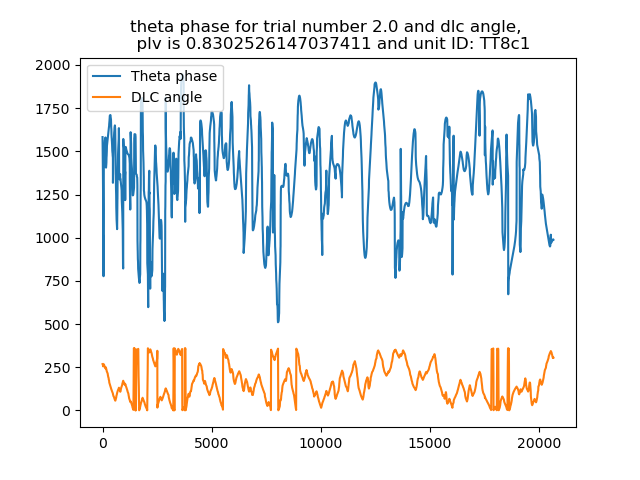 theta phase for trial number 2.0 and dlc angle,
plv is 0.8302526147037411 and unit ID: TT8c1
Theta phase
DLC angle
2000
1750
1500
1250
1000
750
500
250
0
0 5000 10000 15000 20000